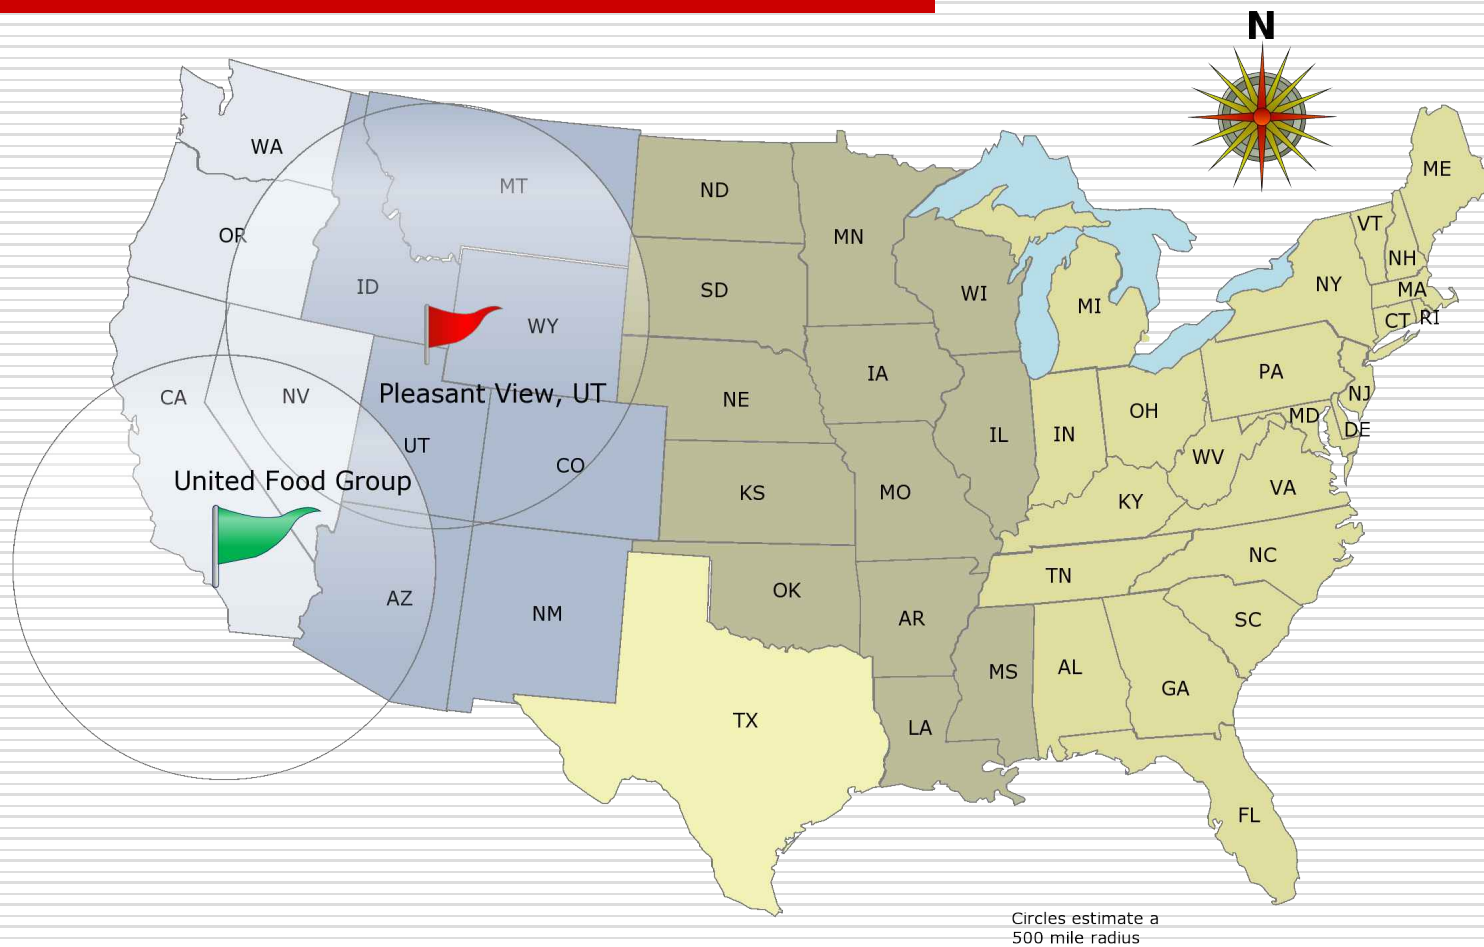 N
WA
MT
ND
MN
ME
VT
NH
OR
ID
SD
WI
MI
NY
MA
CT
RI
WY
PA
IA
NJ
CA
NV
Pleasant View, UT
NE
OH
MD
DE
UT
CO
IL
IN
WV
United Food Group
KS
MO
KY
VA
AZ
NM
OK
AR
TN
NC
SC
TX
LA
MS
AL
GA
FL
Circles estimate a
500 mile radius